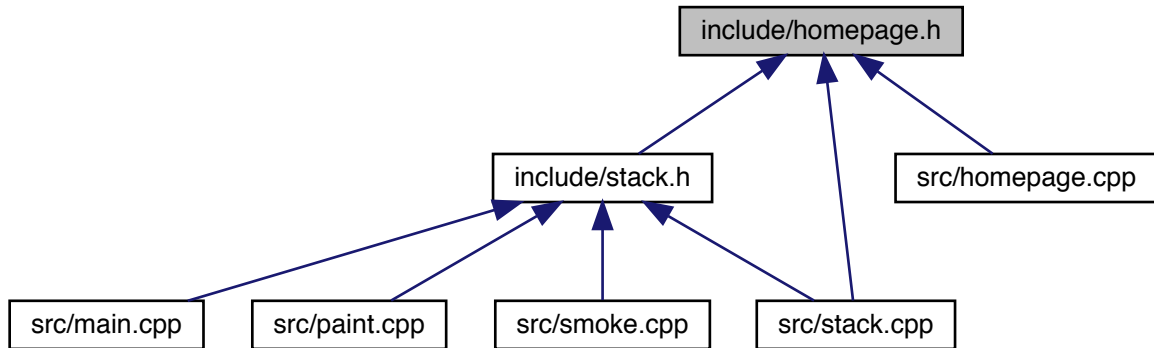 include/homepage.h
include/stack.h
src/homepage.cpp
src/main.cpp
src/paint.cpp
src/smoke.cpp
src/stack.cpp